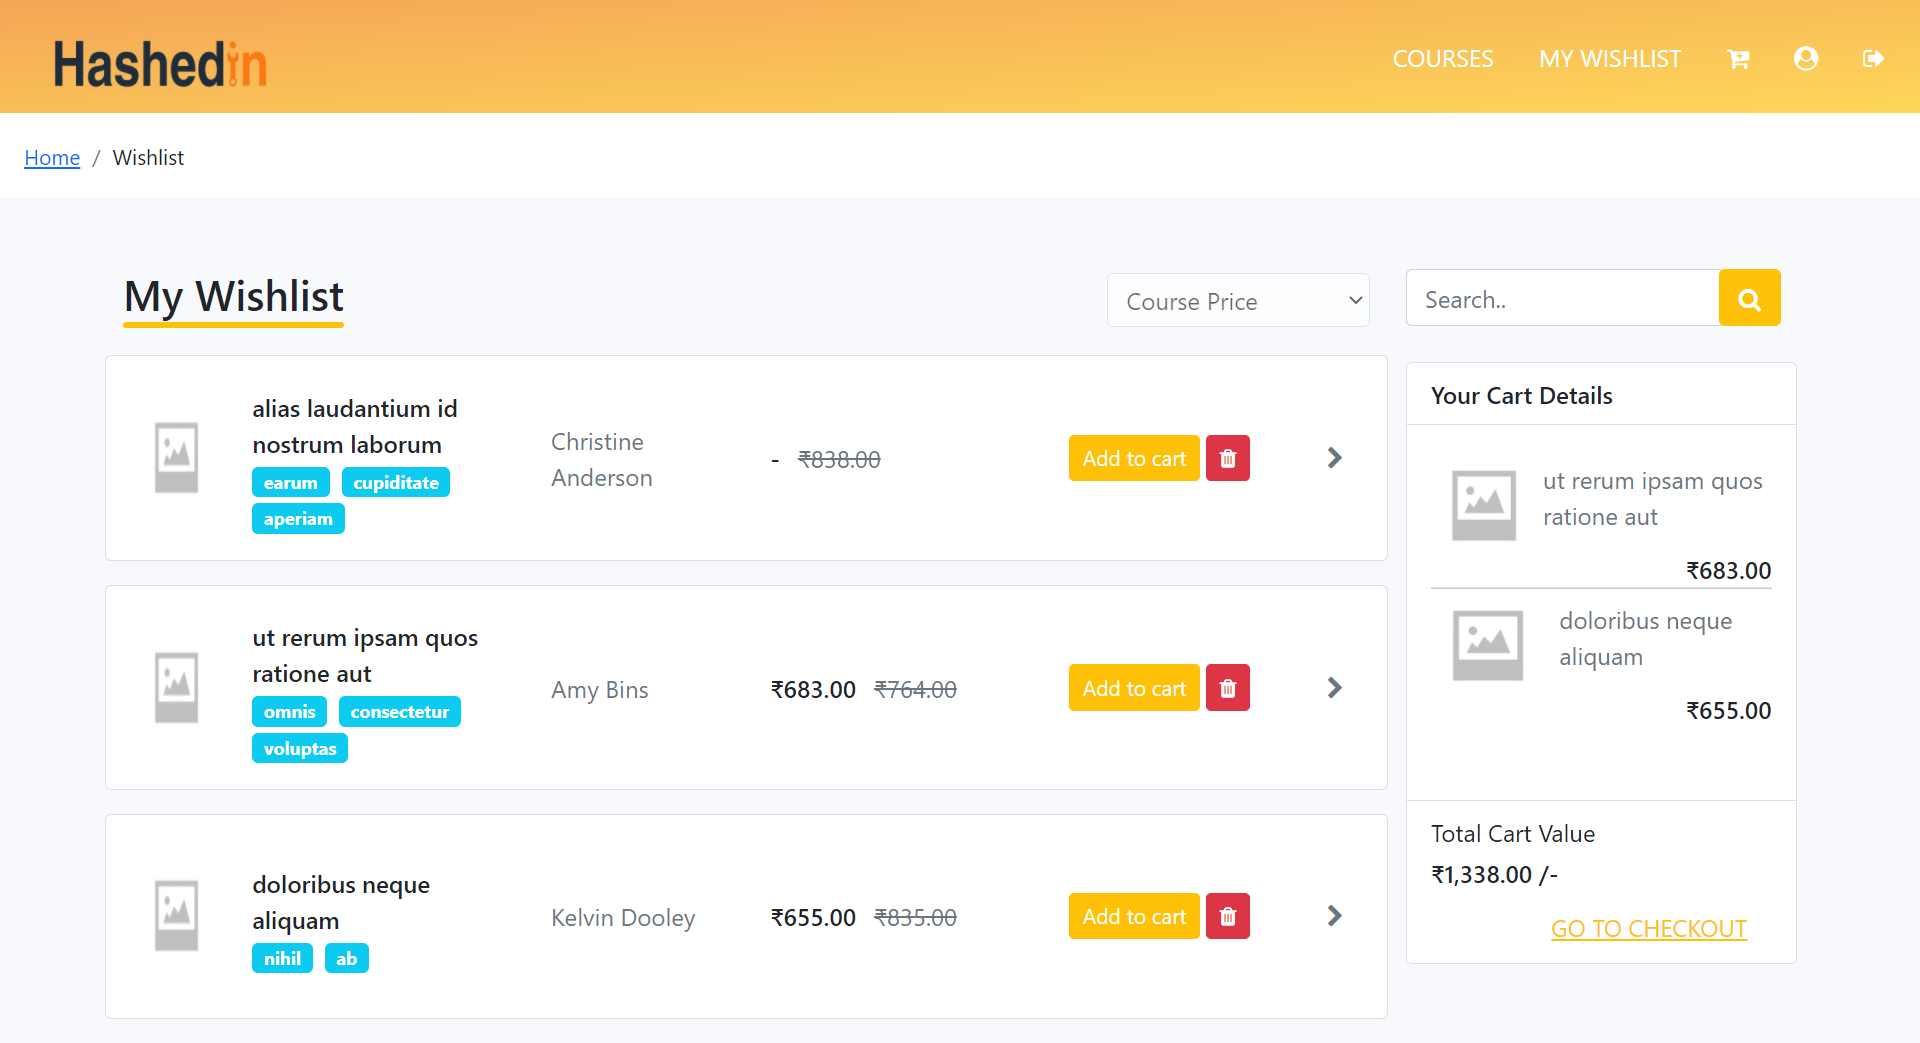 Hashedin
COURSES
MY WISHLIST
Home / Wishlist
My Wishlist
Course Price
Search..
alias laudantium id
nostrum laborum
earum cupiditate
aperiam
Christine
Anderson
- ₹838.00
Add to cart
ut rerum ipsam quos
ratione aut
omnis consectetur
voluptas
Amy Bins
₹683.00 ₹764.00
Add to cart
doloribus neque
aliquam
nihil ab
Kelvin Dooley
₹655.00 ₹835.00
Add to cart
Your Cart Details
ut rerum ipsam quos
ratione aut
₹683.00
doloribus neque
aliquam
₹655.00
Total Cart Value
₹1,338.00 /-
GO TO CHECKOUT